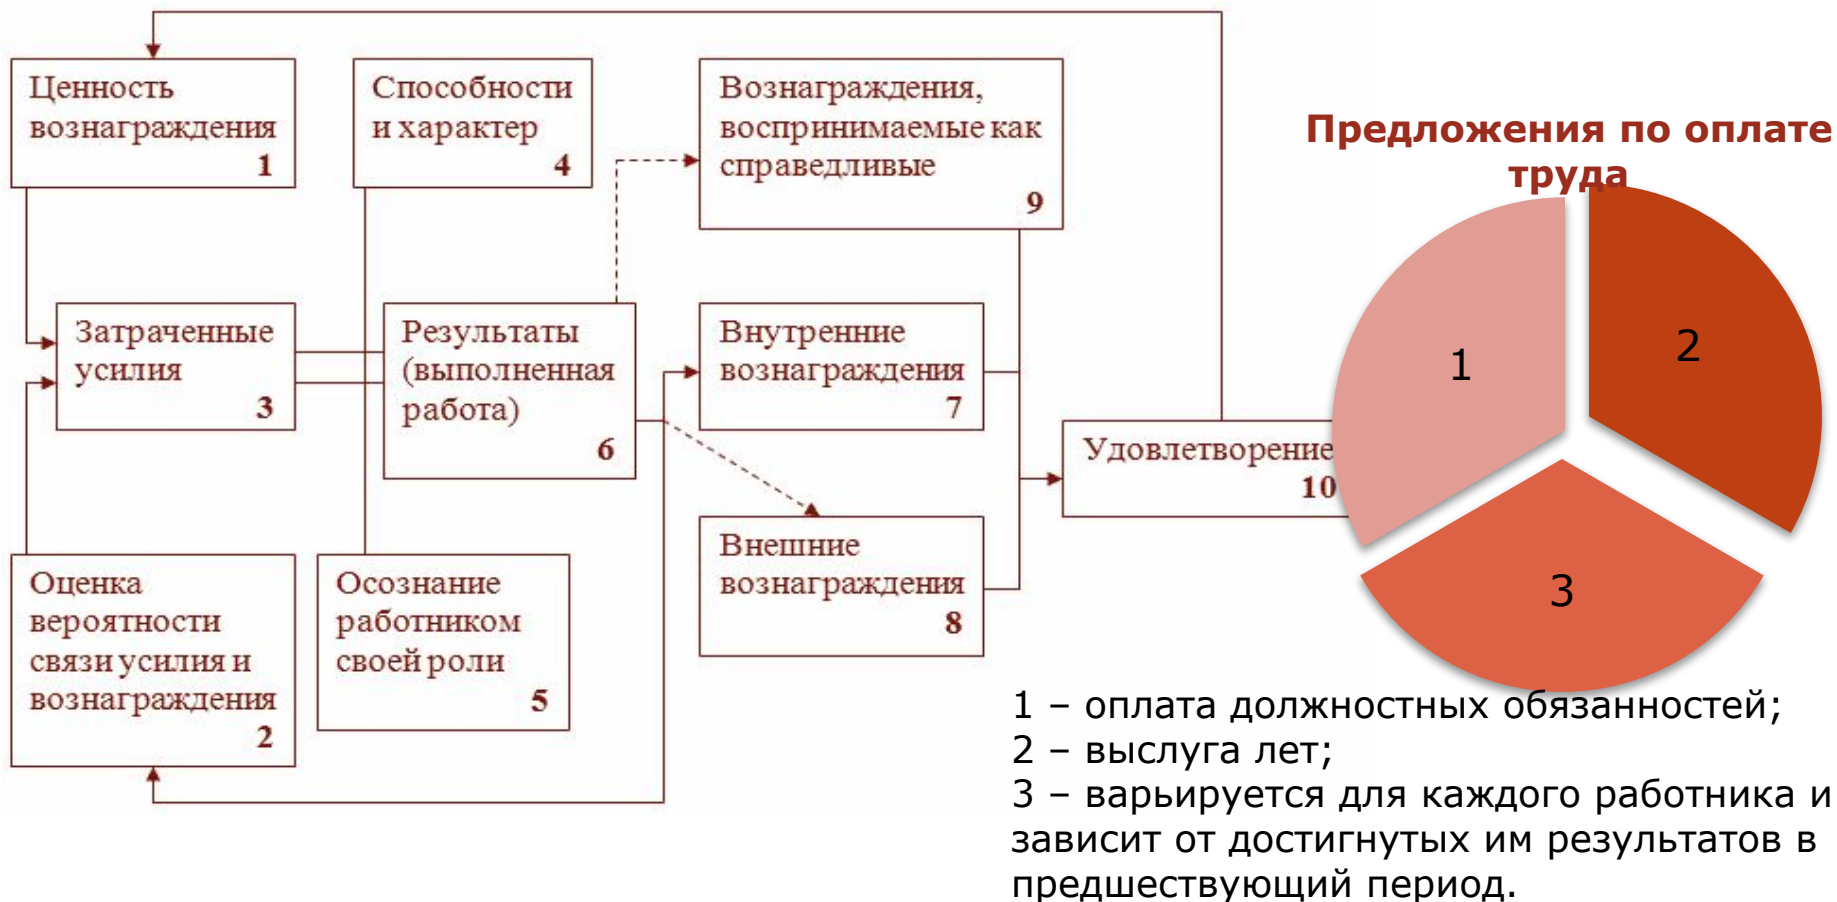 Ценность
вознаграждения
1
Способности
и характер
4
Вознаграждения,
воспринимаемые как
справедливые
9
Затраченные
усилия
3
Результаты
(выполненная
работа)
6
Внутренние
вознаграждения
7
Удовлетворение
10
Оценка
вероятности
связи усилия и
вознаграждения
2
Осознание
работником
своей роли
5
Внешние
вознаграждения
8
Предложения по оплате
труда
1
2
3
1 – оплата должностных обязанностей;
2 – выслуга лет;
3 – варьируется для каждого работника и
зависит от достигнутых им результатов в
предшествующий период.